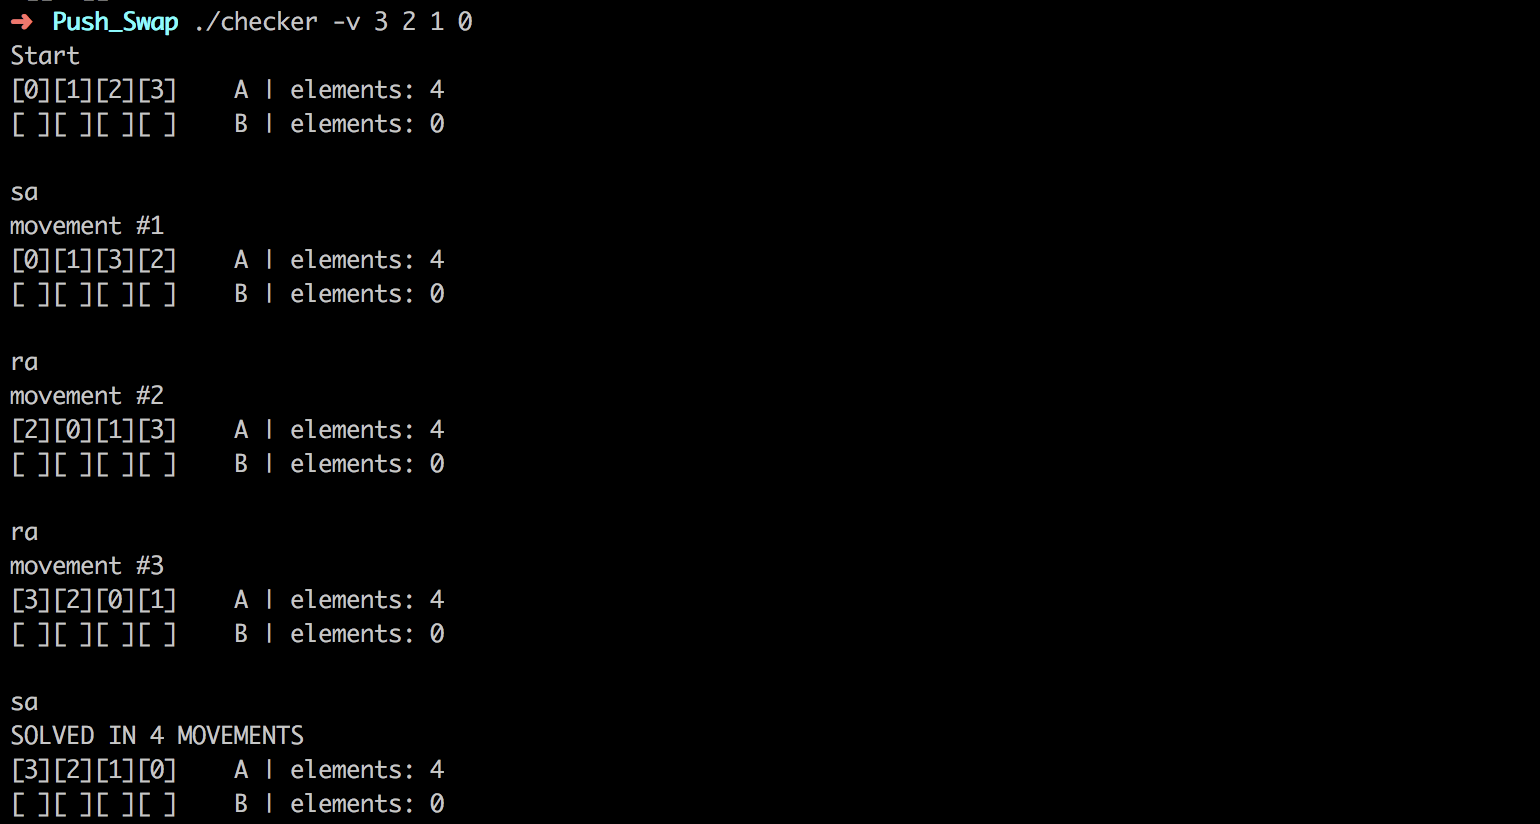 ➜  Push_Swap ./checker -v 3 2 1 0
Start
[0][1][2][3]    A | elements: 4
[ ][ ][ ][ ]    B | elements: 0
sa
movement #1
[0][1][3][2]    A | elements: 4
[ ][ ][ ][ ]    B | elements: 0
ra
movement #2
[2][0][1][3]    A | elements: 4
[ ][ ][ ][ ]    B | elements: 0
ra
movement #3
[3][2][0][1]    A | elements: 4
[ ][ ][ ][ ]    B | elements: 0
sa
SOLVED IN 4 MOVEMENTS
[3][2][1][0]    A | elements: 4
[ ][ ][ ][ ]    B | elements: 0